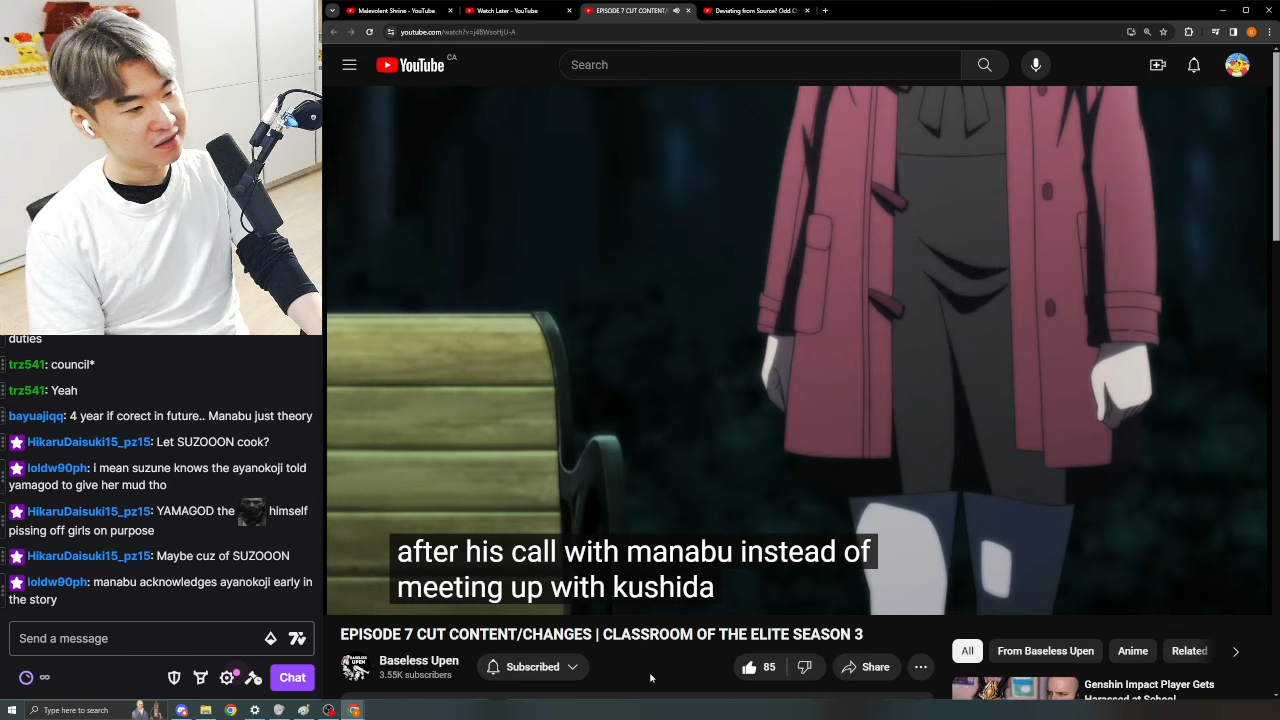 Malevolent Shrine - YouTube
Watch Later - YouTube
EPISODE 7 CUT CONTENT/
Deviating from Source? Odd C
youtube.com/watch?v=j4BWsoHjU-A
YouTube CA
Search
after his call with manabu instead of
meeting up with kushida
duties
trz541: council*
trz541: Yeah
bayuajiqq: 4 year if corect in future.. Manabu just theory
HikaruDaisuki15_pz15: Let SUZOOON cook?
loldw90ph: i mean suzune knows the ayanokoji told
yamagod to give her mud tho
HikaruDaisuki15_pz15: YAMAGOD the himself
pissing off girls on purpose
HikaruDaisuki15_pz15: Maybe cuz of SUZOOON
loldw90ph: manabu acknowledges ayanokoji early in
the story
Send a message
Chat
EPISODE 7 CUT CONTENT/CHANGES | CLASSROOM OF THE ELITE SEASON 3
Baseless Upen
3.55K subscribers
Subscribed
85
Share
All
From Baseless Upen
Anime
Related
Genshin Impact Player Gets
Harassed at School
Type here to search